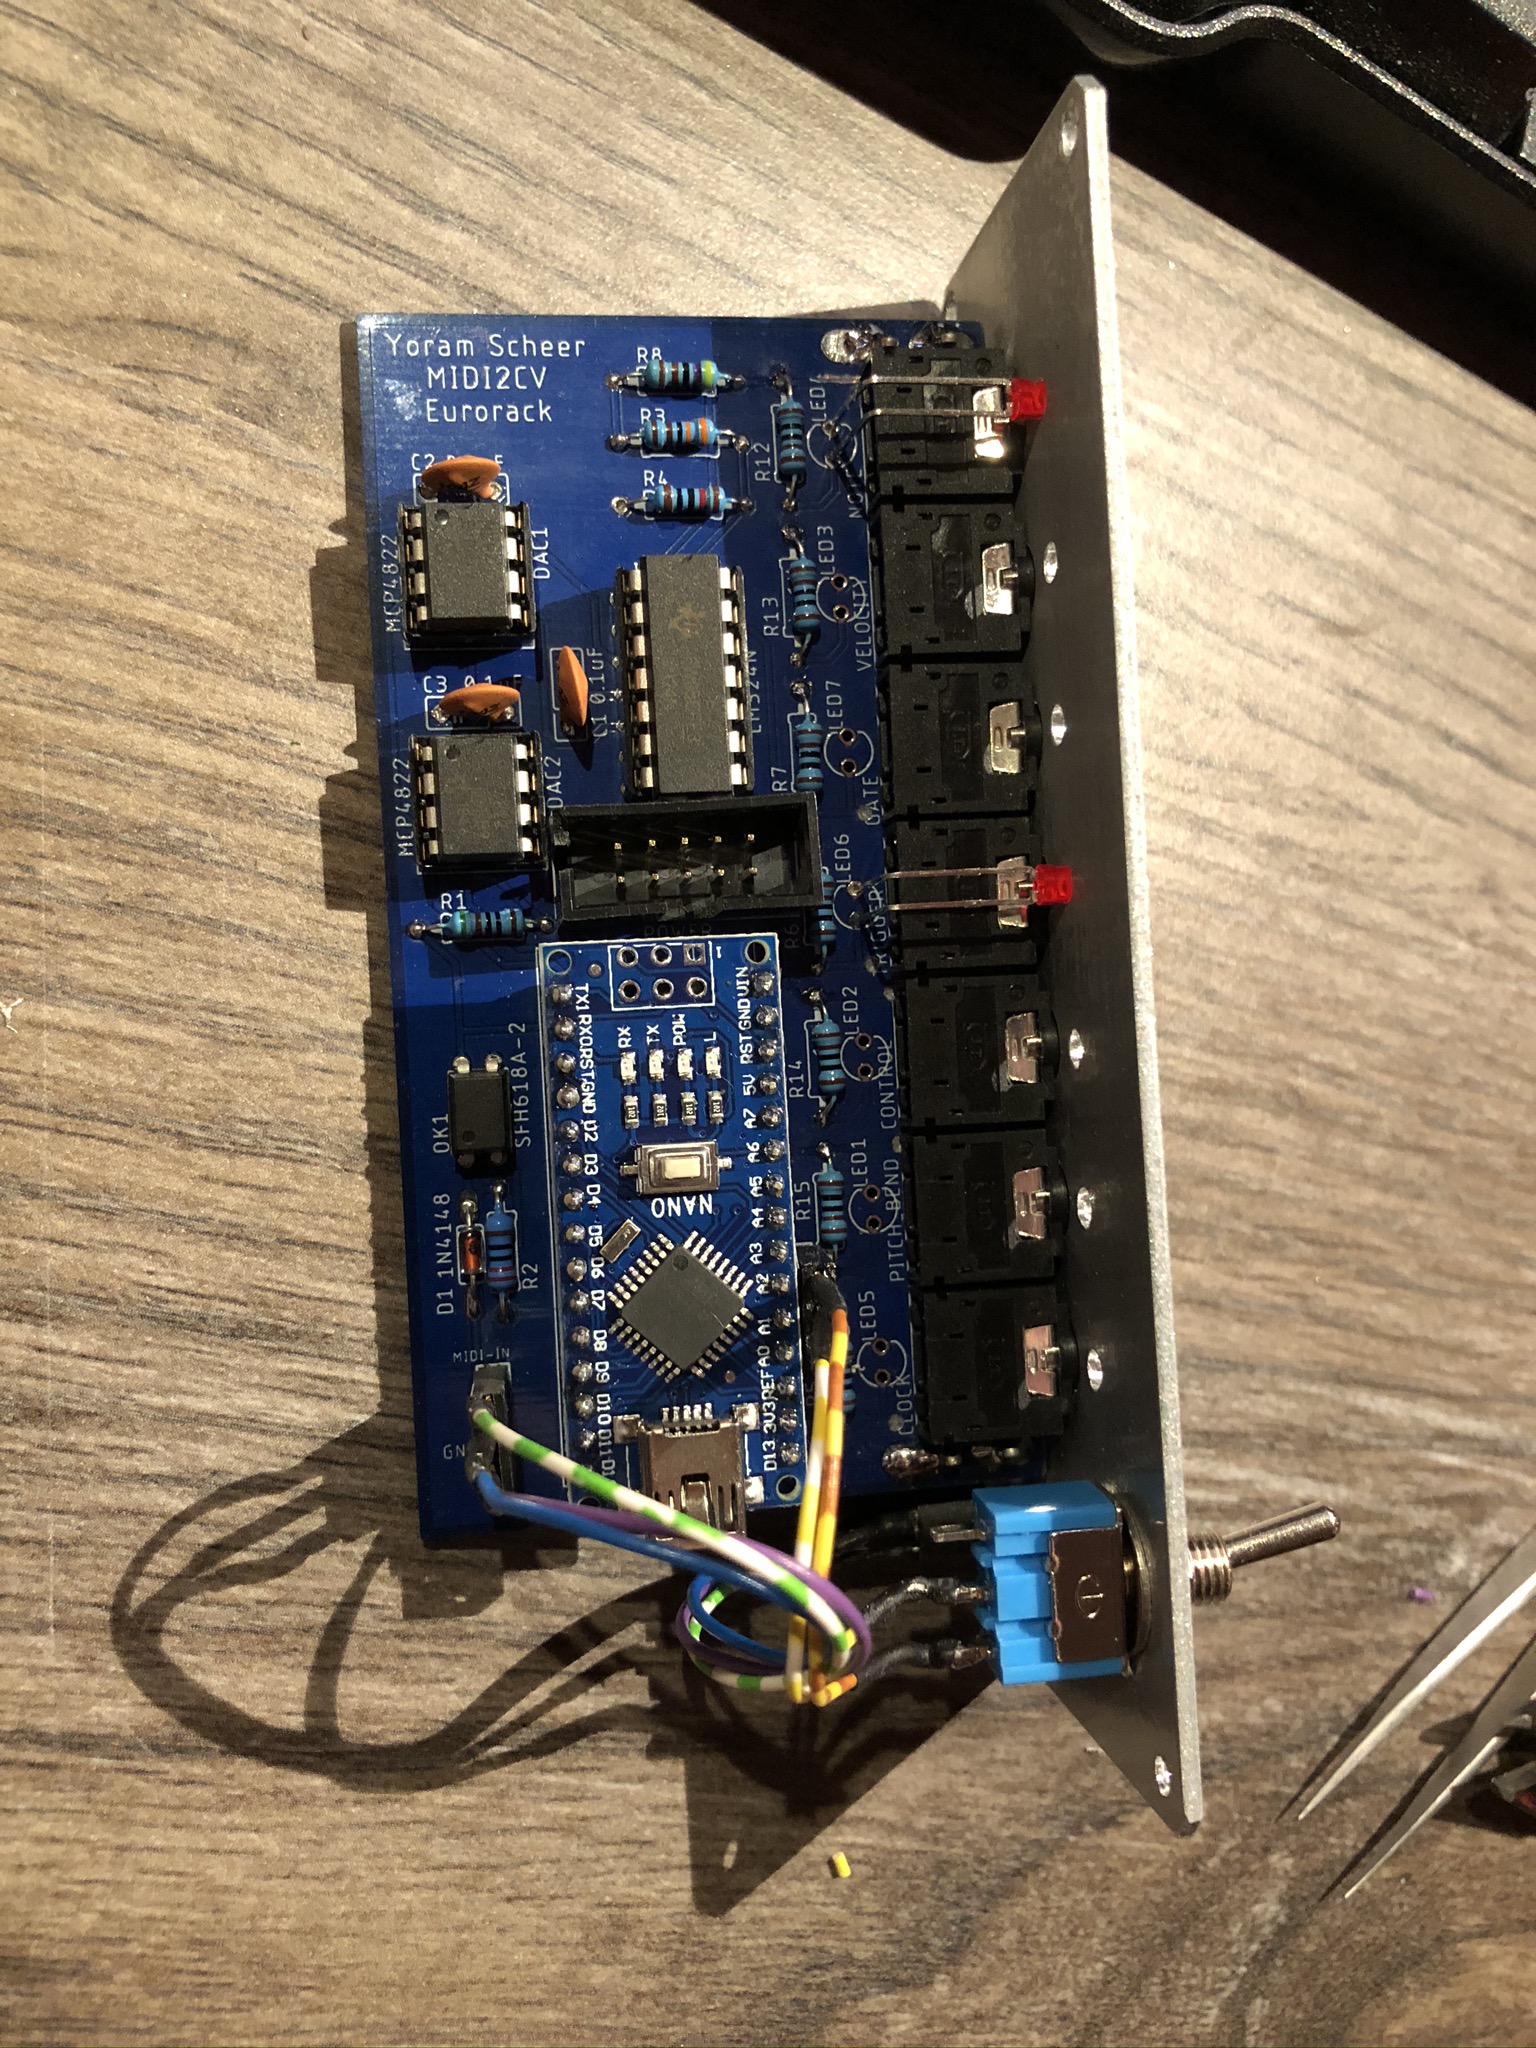 Yoram Scheer
MIDI2CV
Eurorack
R8
R3
R4
R12
LED4
C2
MCP4822
DAC1
R13
LED3
VELOCITY
C3 0.1uF
C1 0.1uF
LM324N
MCP4822
DAC2
R7
LED7
GATE
R1
POWER
R6
LED6
TRIGGER
1
TX1 RX0 RST GND D2 D3 D4 D5 D6 D7 D8 D9 D10 D11 D1
RX
TX
POW
L
NANO
VIN GND RST 5V A7 A6 A5 A4 A3 A2 A1 A0 REF 3V3 D13
R14
LED2
CONTROL
OK1
SFH618A-2
R15
LED1
PITCH BEND
D1 1N4148
R2
LED5
CLOCK
MIDI-IN